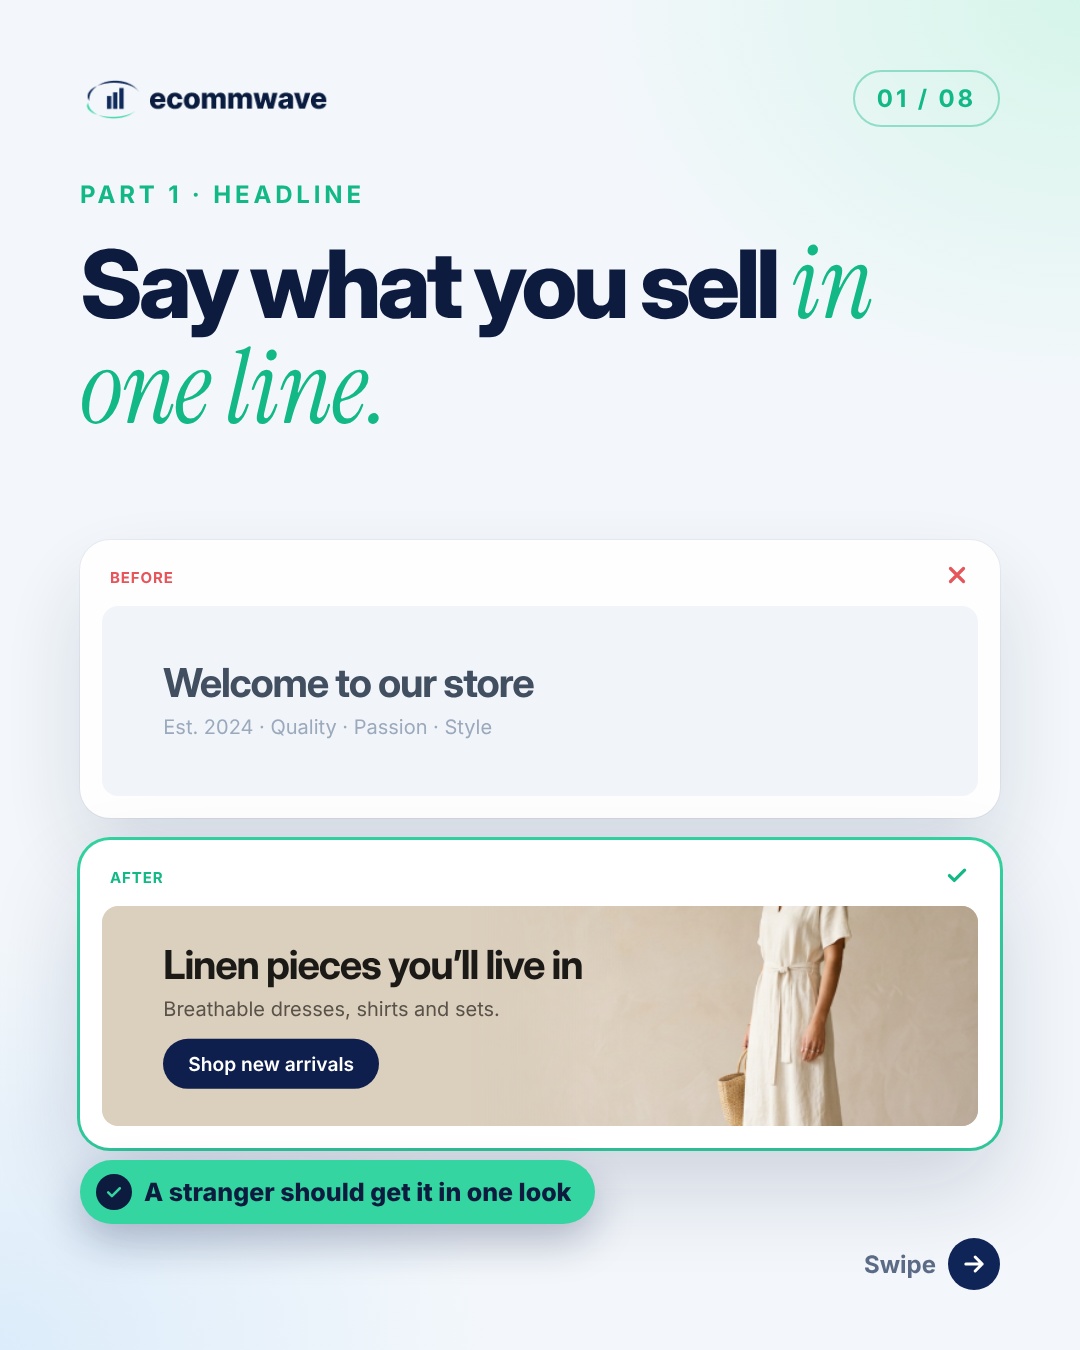 ecommwave
01 / 08
PART 1 · HEADLINE
Say what you sell in
one line.
BEFORE
Welcome to our store
Est. 2024 · Quality · Passion · Style
AFTER
Linen pieces you’ll live in
Breathable dresses, shirts and sets.
Shop new arrivals
A stranger should get it in one look
Swipe